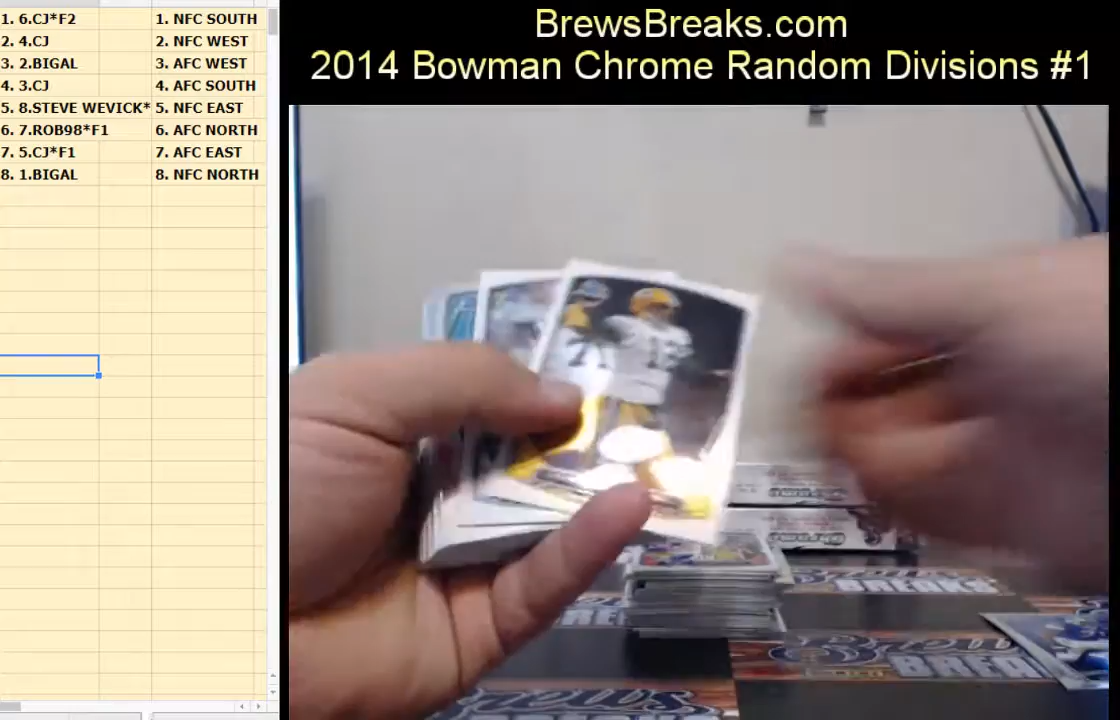 BrewsBreaks.com
2014 Bowman Chrome Random Divisions #1
1. 6.CJ*F2 1. NFC SOUTH
2. 4.CJ 2. NFC WEST
3. 2.BIGAL 3. AFC WEST
4. 3.CJ 4. AFC SOUTH
5. 8.STEVE WEVICK* 5. NFC EAST
6. 7.ROB98*F1 6. AFC NORTH
7. 5.CJ*F1 7. AFC EAST
8. 1.BIGAL 8. NFC NORTH
BREAKS